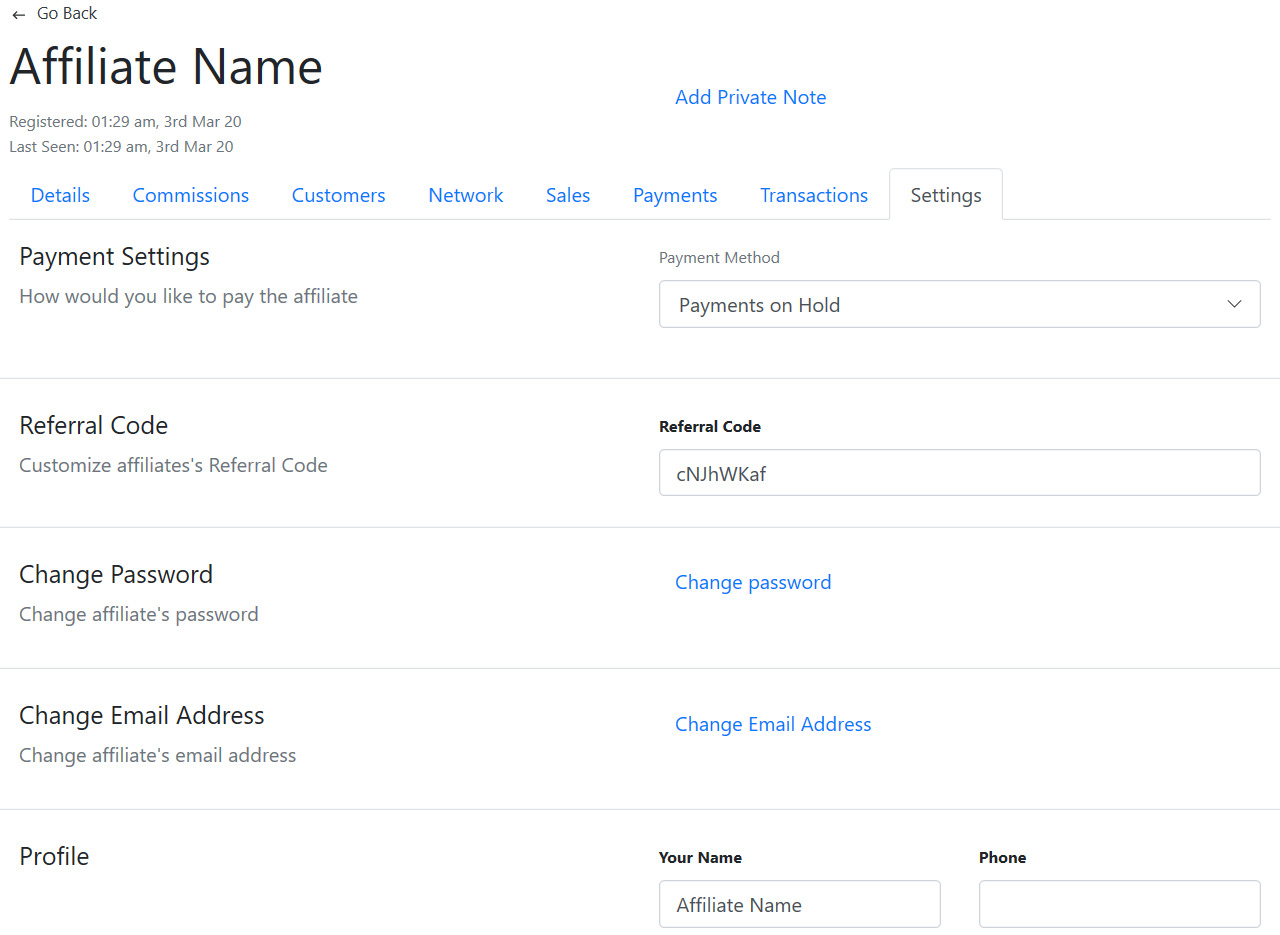 ← Go Back
Affiliate Name
Add Private Note
Registered: 01:29 am, 3rd Mar 20
Last Seen: 01:29 am, 3rd Mar 20
Details Commissions Customers Network Sales Payments Transactions Settings
Payment Settings
How would you like to pay the affiliate
Payment Method
Payments on Hold
Referral Code
Customize affiliates's Referral Code
Referral Code
cNJhWKaf
Change Password
Change affiliate's password
Change password
Change Email Address
Change affiliate's email address
Change Email Address
Profile
Your Name
Affiliate Name
Phone